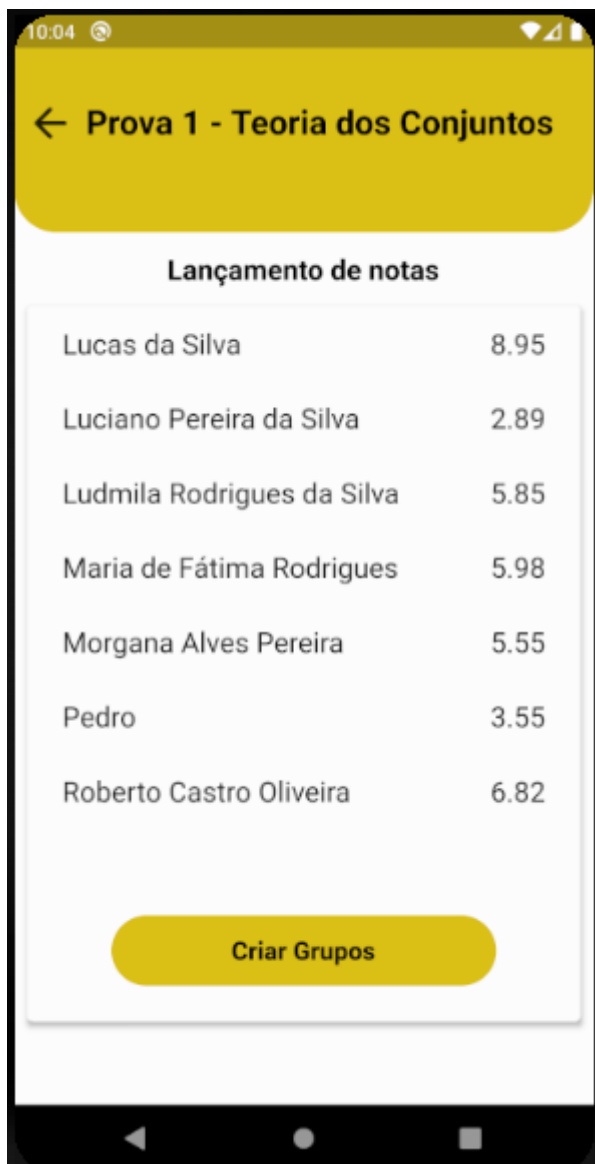 10:04
Prova 1 - Teoria dos Conjuntos
Lançamento de notas
Lucas da Silva 8.95
Luciano Pereira da Silva 2.89
Ludmila Rodrigues da Silva 5.85
Maria de Fátima Rodrigues 5.98
Morgana Alves Pereira 5.55
Pedro 3.55
Roberto Castro Oliveira 6.82
Criar Grupos